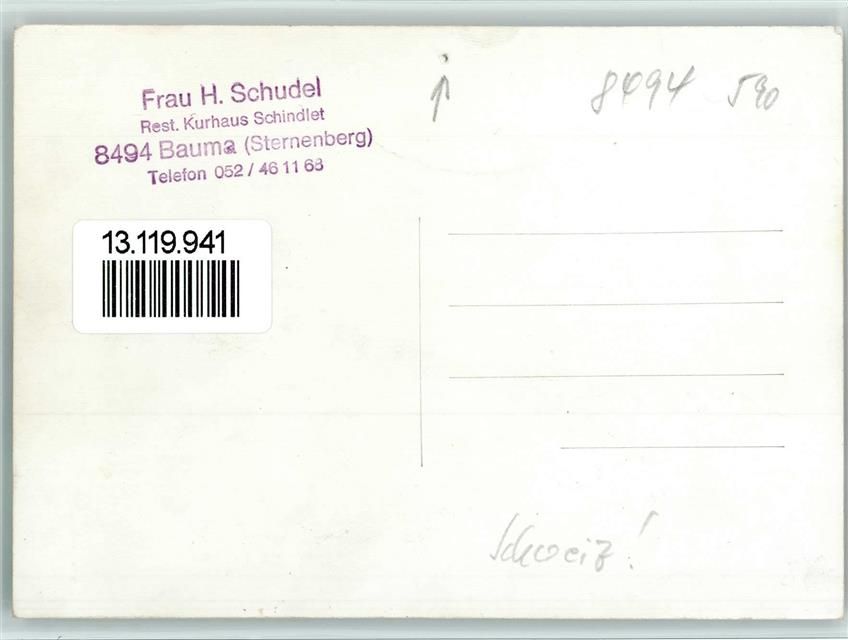 Frau H. Schudel
Rest. Kurhaus Schindlet
8494 Bauma (Sternenberg)
Telefon 052 / 46 11 68
8494 590
13.119.941
Schweiz!